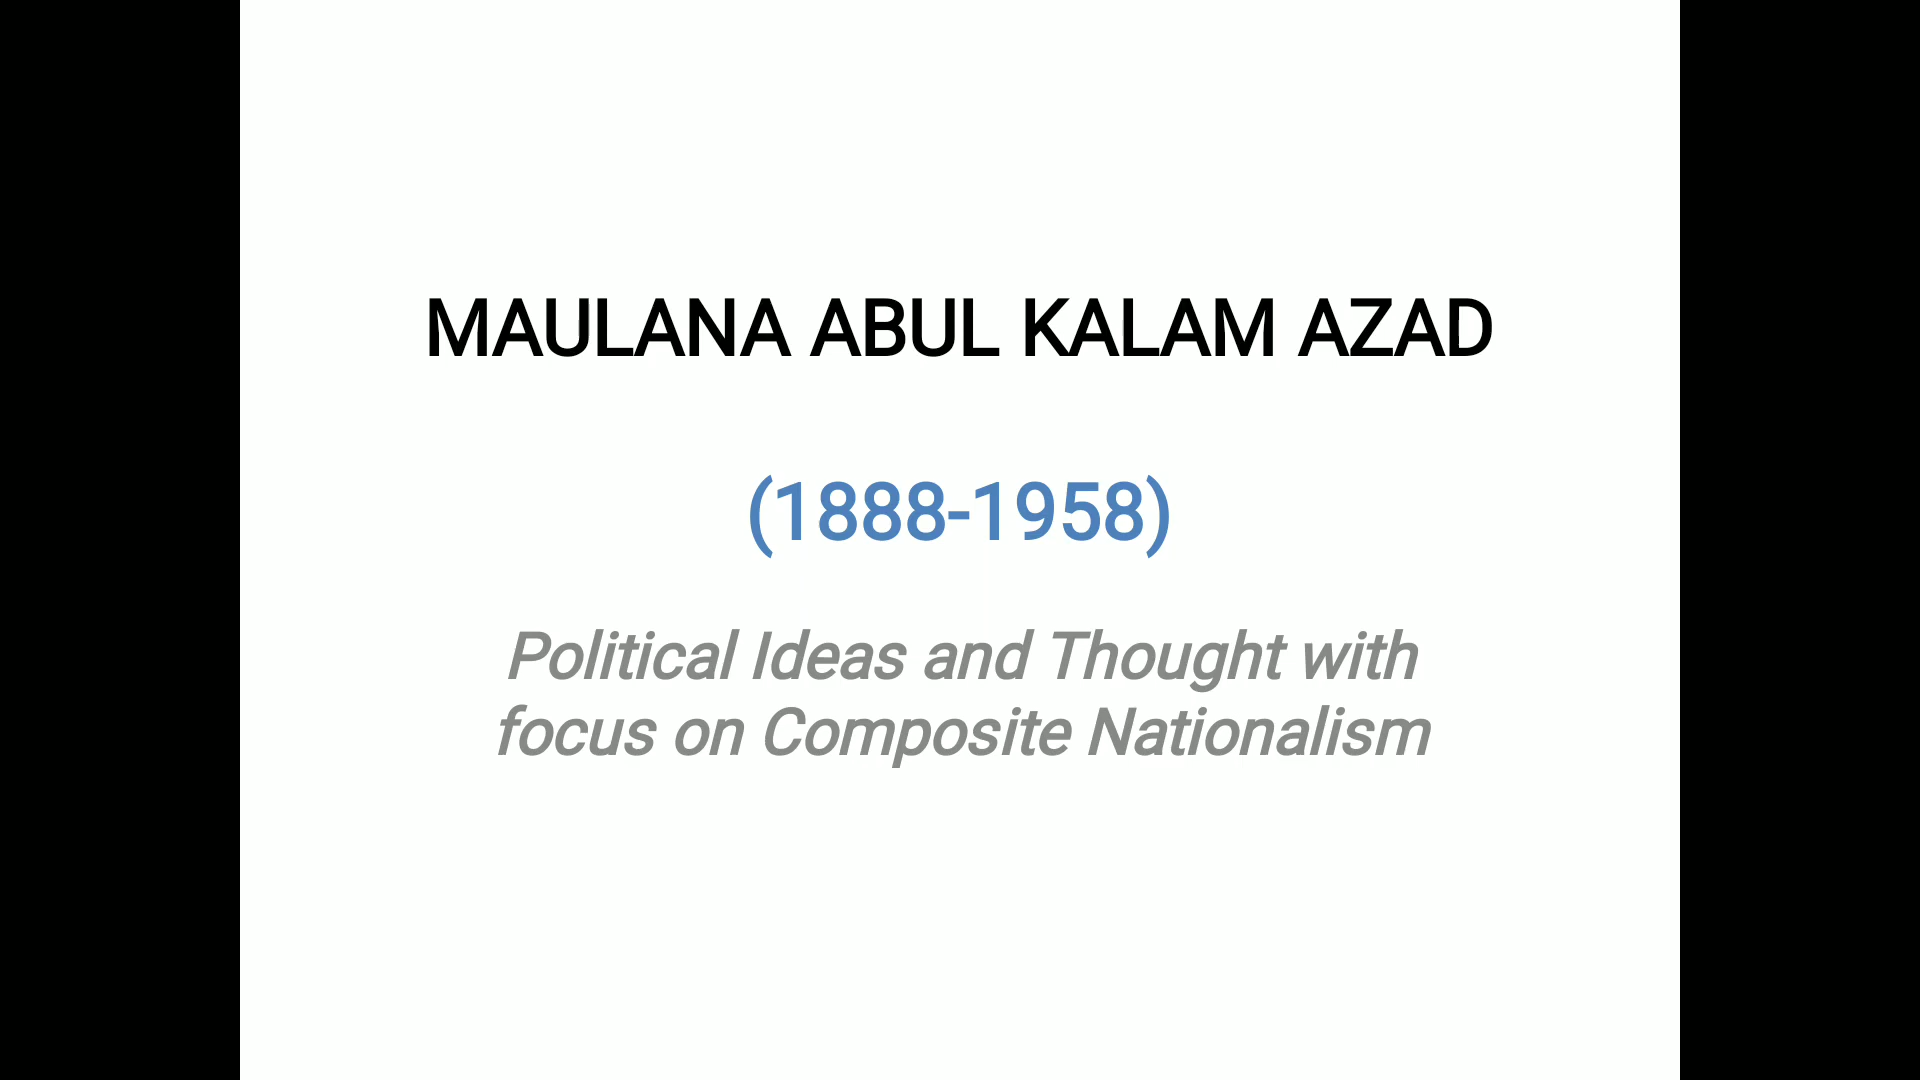 MAULANA ABUL KALAM AZAD
(1888-1958)
Political Ideas and Thought with
focus on Composite Nationalism